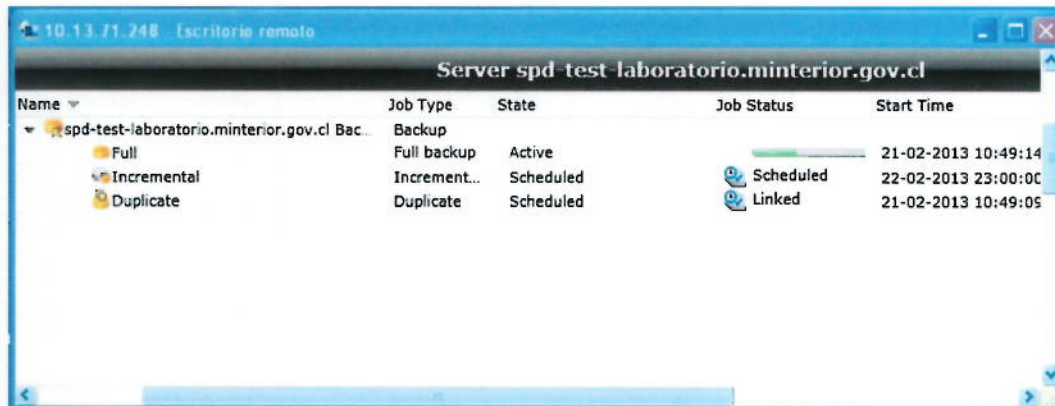 10.13.71.248 Escritorio remoto
Server spd-test-laboratorio.minterior.gov.cl
Name Job Type State Job Status Start Time
spd-test-laboratorio.minterior.gov.cl Bac... Backup
Full Full backup Active 21-02-2013 10:49:14
Incremental Increment... Scheduled Scheduled 22-02-2013 23:00:00
Duplicate Duplicate Scheduled Linked 21-02-2013 10:49:09